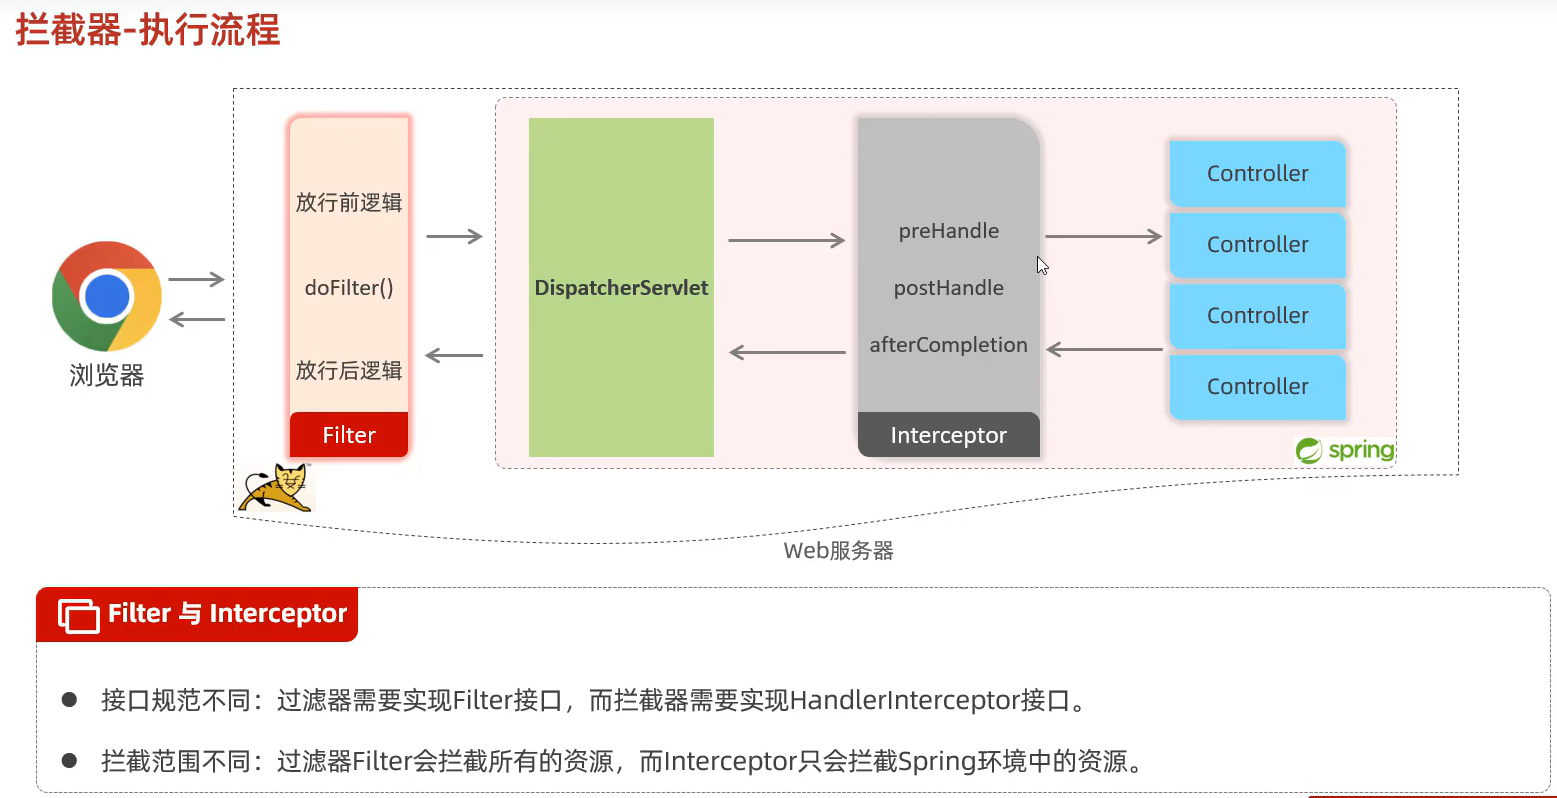 拦截器-执行流程
放行前逻辑
doFilter()
放行后逻辑
Filter
浏览器
DispatcherServlet
preHandle
postHandle
afterCompletion
Interceptor
Controller
Controller
Controller
Controller
spring
Web服务器
Filter 与 Interceptor
接口规范不同：过滤器需要实现Filter接口，而拦截器需要实现HandlerInterceptor接口。
拦截范围不同：过滤器Filter会拦截所有的资源，而Interceptor只会拦截Spring环境中的资源。